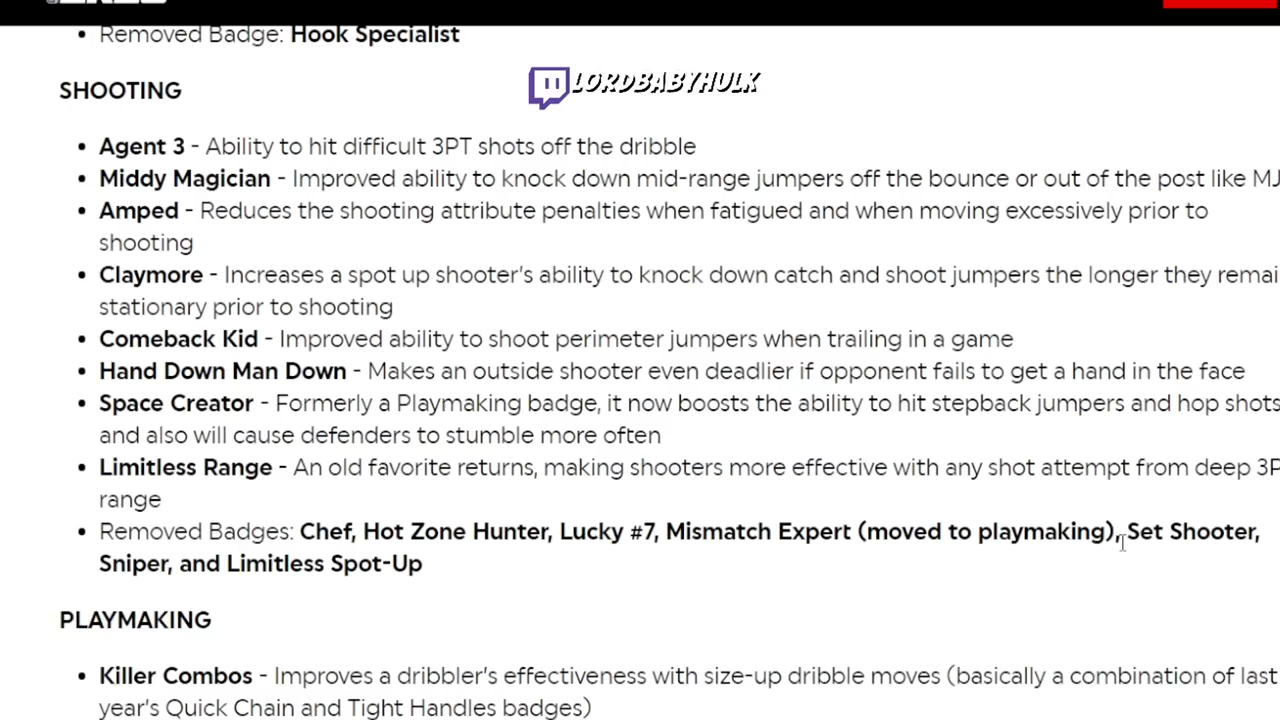 • Removed Badge: Hook Specialist
LORDBABYHULK
SHOOTING
• Agent 3 - Ability to hit difficult 3PT shots off the dribble
• Middy Magician - Improved ability to knock down mid-range jumpers off the bounce or out of the post like MJ
• Amped - Reduces the shooting attribute penalties when fatigued and when moving excessively prior to
shooting
• Claymore - Increases a spot up shooter's ability to knock down catch and shoot jumpers the longer they remai
stationary prior to shooting
• Comeback Kid - Improved ability to shoot perimeter jumpers when trailing in a game
• Hand Down Man Down - Makes an outside shooter even deadlier if opponent fails to get a hand in the face
• Space Creator - Formerly a Playmaking badge, it now boosts the ability to hit stepback jumpers and hop shots
and also will cause defenders to stumble more often
• Limitless Range - An old favorite returns, making shooters more effective with any shot attempt from deep 3P
range
• Removed Badges: Chef, Hot Zone Hunter, Lucky #7, Mismatch Expert (moved to playmaking), Set Shooter,
Sniper, and Limitless Spot-Up
PLAYMAKING
• Killer Combos - Improves a dribbler's effectiveness with size-up dribble moves (basically a combination of last
year's Quick Chain and Tight Handles badges)